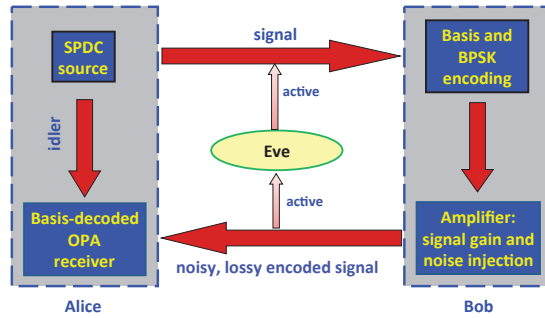 SPDC
source
signal
Basis and
BPSK
encoding
active
idler
Eve
active
Basis-decoded
OPA
receiver
Amplifier:
signal gain and
noise injection
noisy, lossy encoded signal
Alice
Bob